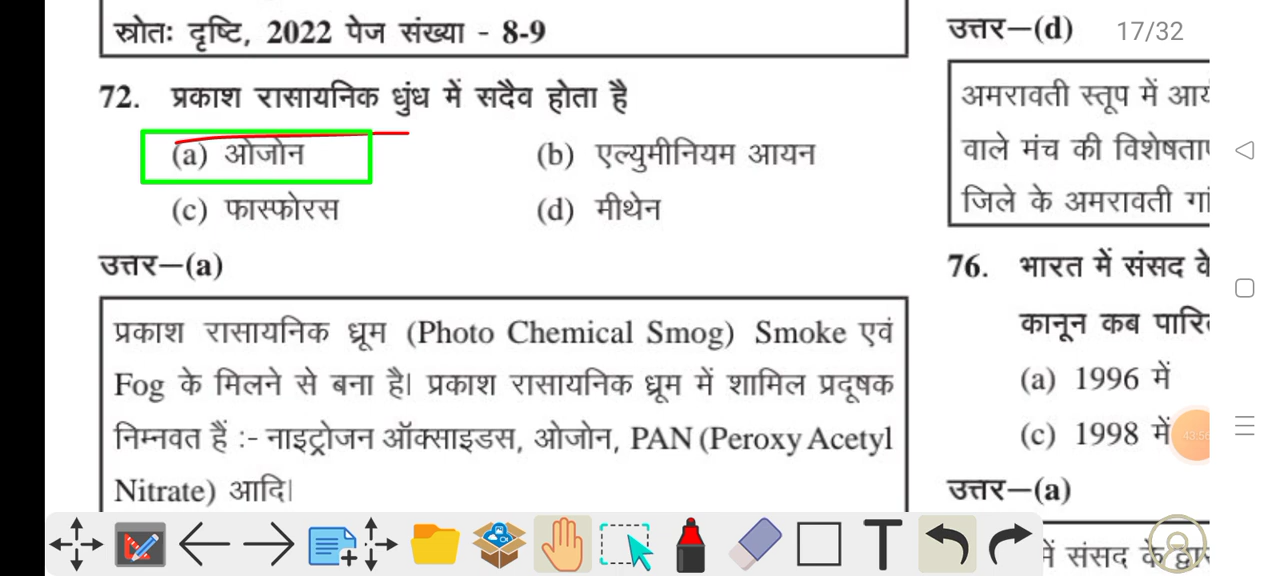 स्रोतः दृष्टि, 2022 पेज संख्या - 8-9
72. प्रकाश रासायनिक धुंध में सदैव होता है
(a) ओजोन (b) एल्युमीनियम आयन
(c) फास्फोरस (d) मीथेन
उत्तर—(a)
प्रकाश रासायनिक धूम (Photo Chemical Smog) Smoke एवं
Fog के मिलने से बना है। प्रकाश रासायनिक धूम में शामिल प्रदूषक
निम्नवत हैं :- नाइट्रोजन ऑक्साइडस, ओजोन, PAN (Peroxy Acetyl
Nitrate) आदि।
उत्तर—(d) 17/32
अमरावती स्तूप में
वाले मंच की
जिले के अमरावती
76. भारत में संसद के
कानून कब
(a) 1996 में
(c) 1998 में
43:56
उत्तर—(a)
में संसद के
T